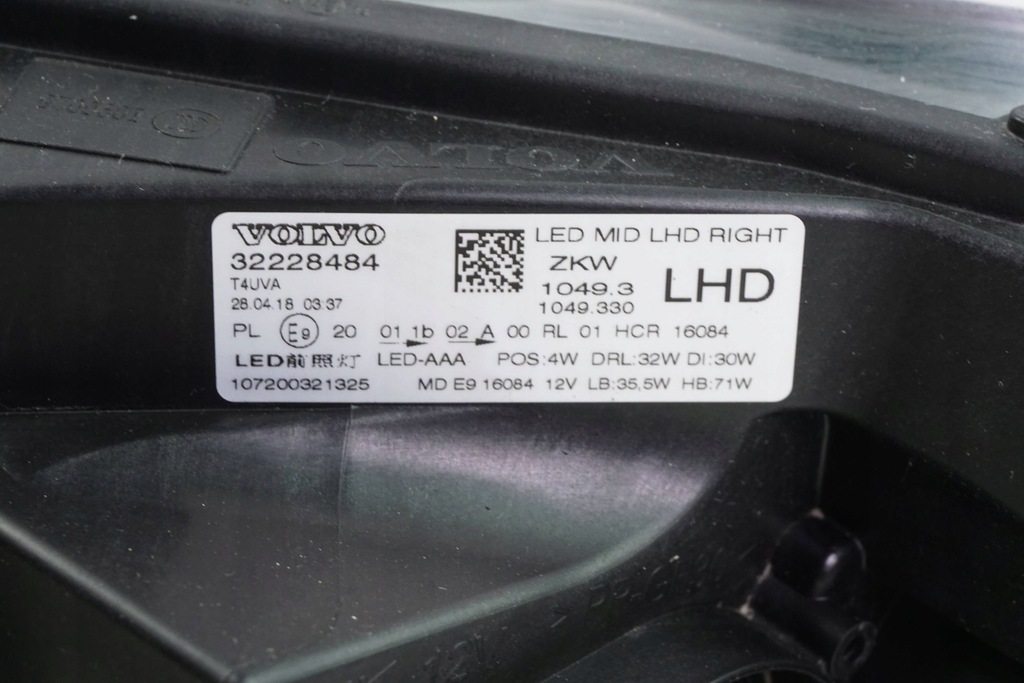 VOLVO
VOLVO LED MID LHD RIGHT
32228484 ZKW LHD
T4UVA 1049.3
28.04.18 03:37 1049.330
PL E9 20 01 1b 02 A 00 RL 01 HCR 16084
LED前照灯 LED-AAA POS:4W DRL:32W DI:30W
107200321325 MD E9 16084 12V LB:35,5W HB:71W